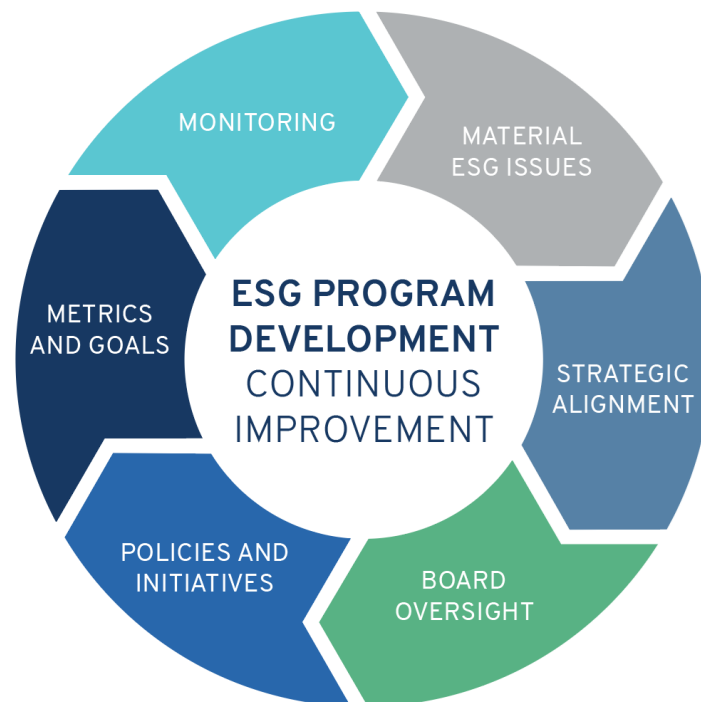 MONITORING
MATERIAL
ESG ISSUES
STRATEGIC
ALIGNMENT
BOARD
OVERSIGHT
POLICIES AND
INITIATIVES
METRICS
AND GOALS
ESG PROGRAM
DEVELOPMENT
CONTINUOUS
IMPROVEMENT